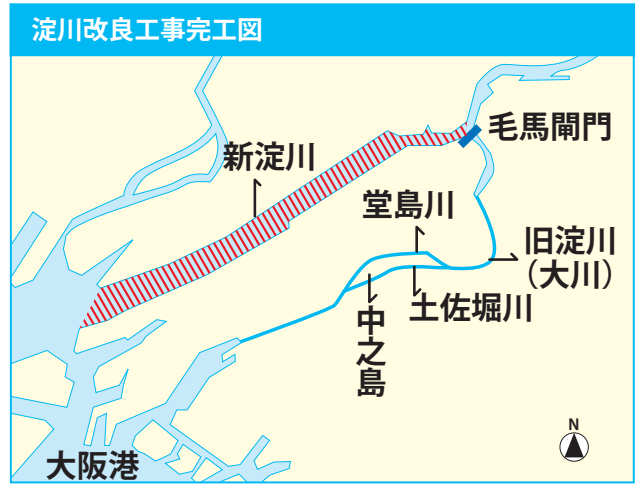 淀川改良工事完工図
毛馬閘門
新淀川
堂島川
旧淀川
（大川）
土佐堀川
中之島
N
大阪港